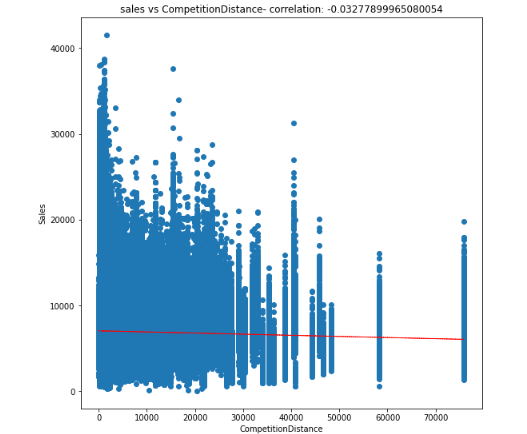 sales vs CompetitionDistance- correlation: -0.03277899965080054
40000
30000
20000
10000
0
Sales
0 10000 20000 30000 40000 50000 60000 70000
CompetitionDistance